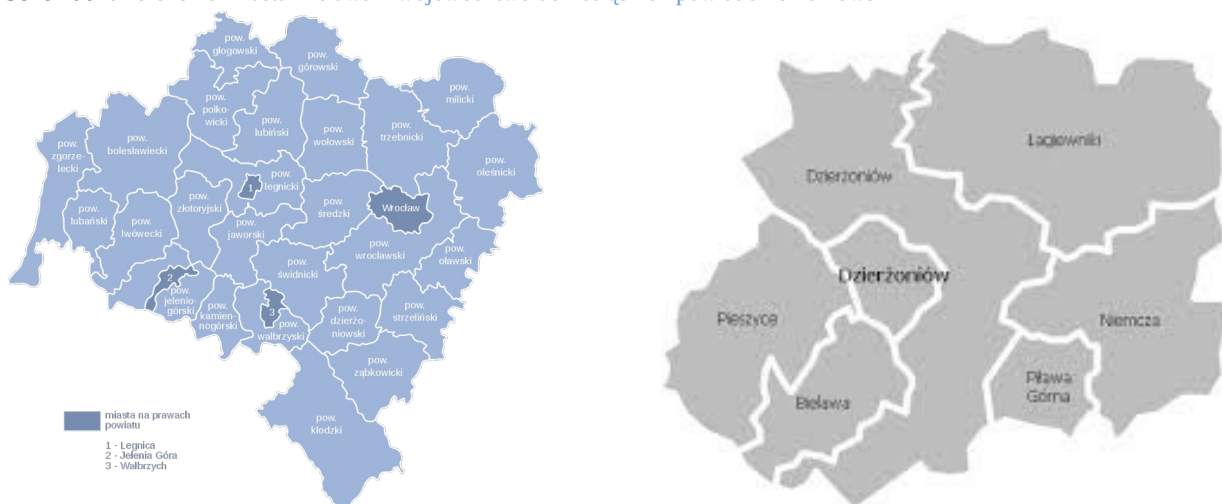 pow.
głogowski
pow.
górowski
pow.
milicki
pow.
polko-
wicki
pow.
lubiński
pow.
wołowski
pow.
trzebnicki
pow.
oleśnicki
pow.
zgorze-
lecki
pow.
bolesławiecki
pow.
legnicki
1
pow.
złotoryjski
pow.
średzki
Wrocław
pow.
lubański
pow.
lwówecki
pow.
jaworski
pow.
wrocławski
pow.
oławski
pow.
świdnicki
2
pow.
jelenio-
górski
pow.
kamien-
nogórski
3
pow.
wałbrzyski
pow.
dzierżo-
niowski
pow.
strzeliński
pow.
ząbkowicki
pow.
kłodzki
miasta na prawach
powiatu
1 - Legnica
2 - Jelenia Góra
3 - Wałbrzych
Łagiewniki
Dzierżoniów
Dzierżoniów
Pieszyce
Niemcza
Bielawa
Piława
Górna